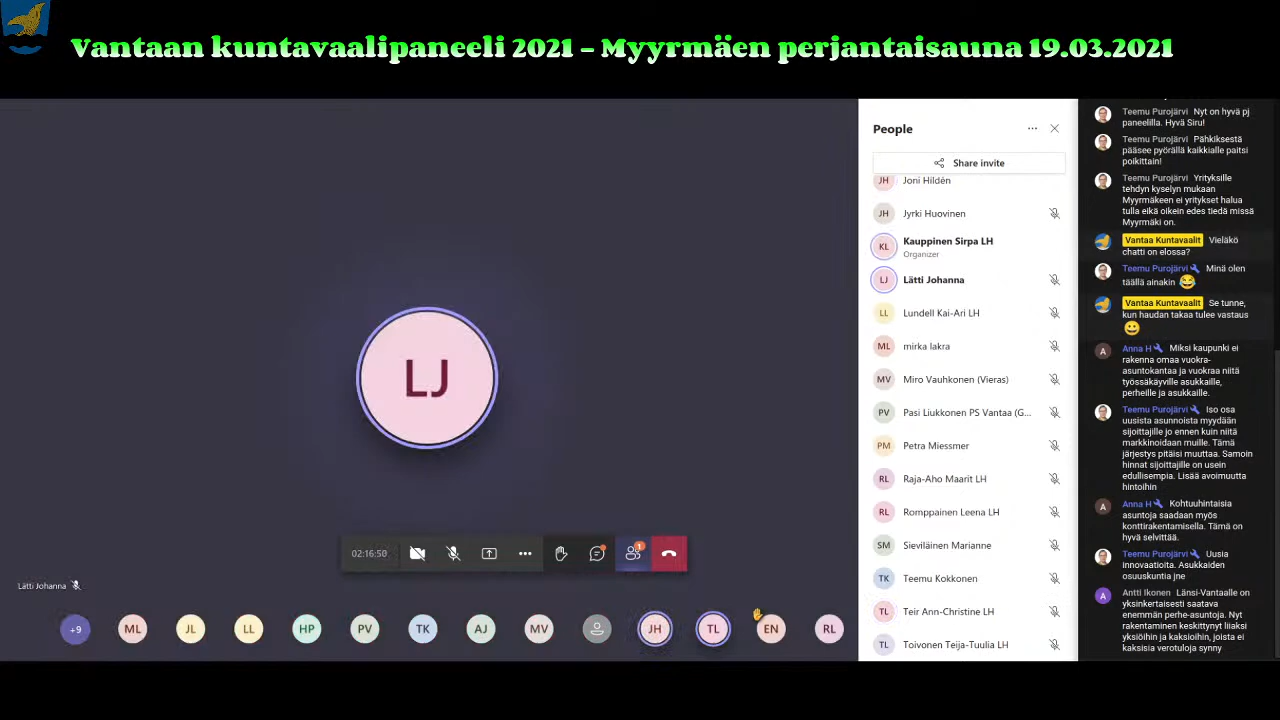 Vantaan kuntavaalipaneeli 2021 – Myyrmäen perjantaisauna 19.03.2021
LJ
02:16:50
1
Lätti Johanna
+9
ML
JL
LL
HP
PV
TK
AJ
MV
JH
TL
EN
RL
People
Share invite
JH Joni Hildén
JH Jyrki Huovinen
KL Kauppinen Sirpa LH
Organizer
LJ Lätti Johanna
LL Lundell Kai-Ari LH
ML mirka lakra
MV Miro Vauhkonen (Vieras)
PV Pasi Liukkonen PS Vantaa (G...
PM Petra Miessmer
RL Raja-Aho Maarit LH
RL Romppainen Leena LH
SM Sieviläinen Marianne
TK Teemu Kokkonen
TL Teir Ann-Christine LH
TL Toivonen Teija-Tuulia LH
Teemu Purojärvi Nyt on hyvä pj
paneelilla. Hyvä Siru!
Teemu Purojärvi Pähkiksestä
pääsee pyörällä kaikkialle paitsi
poikittain!
Teemu Purojärvi Yrityksille
tehdyn kyselyn mukaan
Myyrmäkeen ei yritykset halua
tulla eikä oikein edes tiedä missä
Myyrmäki on.
Vantaa Kuntavaalit Vieläkö
chatti on elossa?
Teemu Purojärvi Minä olen
täällä ainakin 😂
Vantaa Kuntavaalit Se tunne,
kun haudan takaa tulee vastaus
😀
A Anna H Miksi kaupunki ei
rakenna omaa vuokra-
asuntokantaa ja vuokraa niitä
työssäkäyville asukkaille,
perheille ja asukkaille.
Teemu Purojärvi Iso osa
uusista asunnoista myydään
sijoittajille jo ennen kuin niitä
markkinoidaan muille. Tämä
järjestys pitäisi muuttaa. Samoin
hinnat sijoittajille on usein
edullisempia. Lisää avoimuutta
hintoihin
A Anna H Kohtuuhintaisia
asuntoja saadaan myös
konttirakentamisella. Tämä on
hyvä selvittää.
Teemu Purojärvi Uusia
innovaatioita. Asukkaiden
osuuskuntia jne
A Antti Ikonen Länsi-Vantaalle on
yksinkertaisesti saatava
enemmän perhe-asuntoja. Nyt
rakentaminen keskittynyt liiaksi
yksiöihin ja kaksioihin, joista ei
kaksisia verotuloja synny